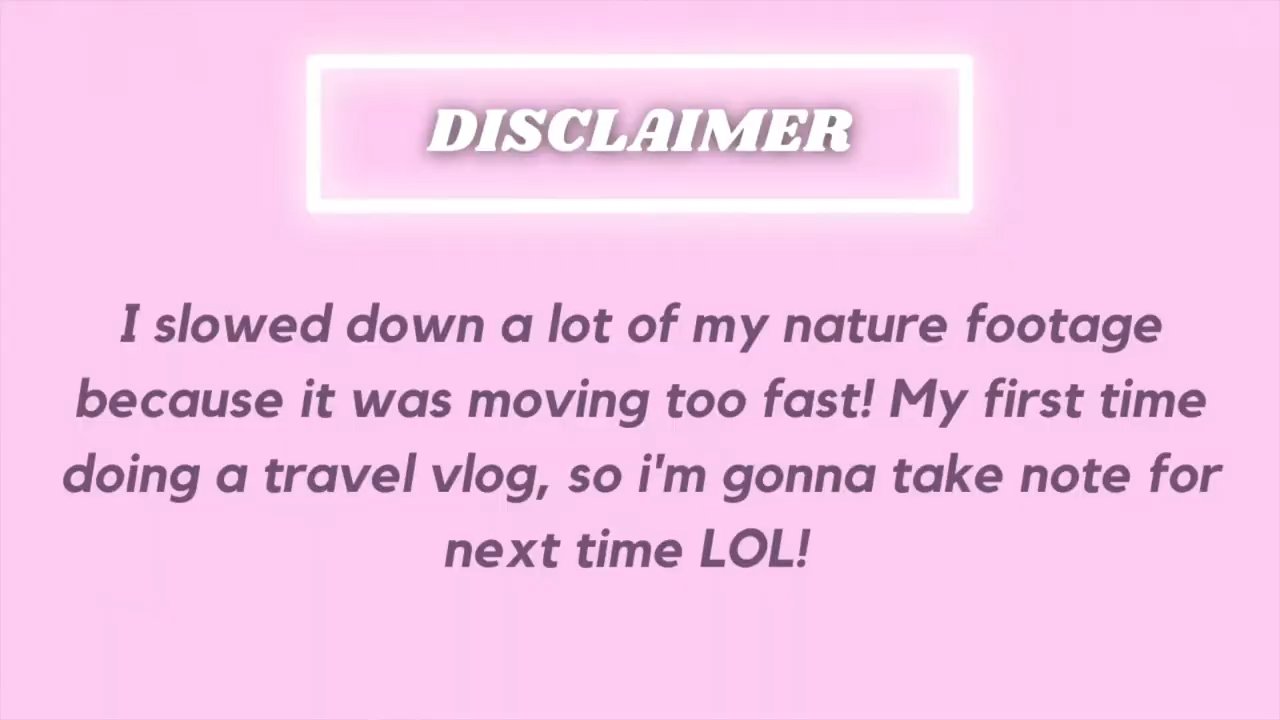 DISCLAIMER
I slowed down a lot of my nature footage
because it was moving too fast! My first time
doing a travel vlog, so i'm gonna take note for
next time LOL!